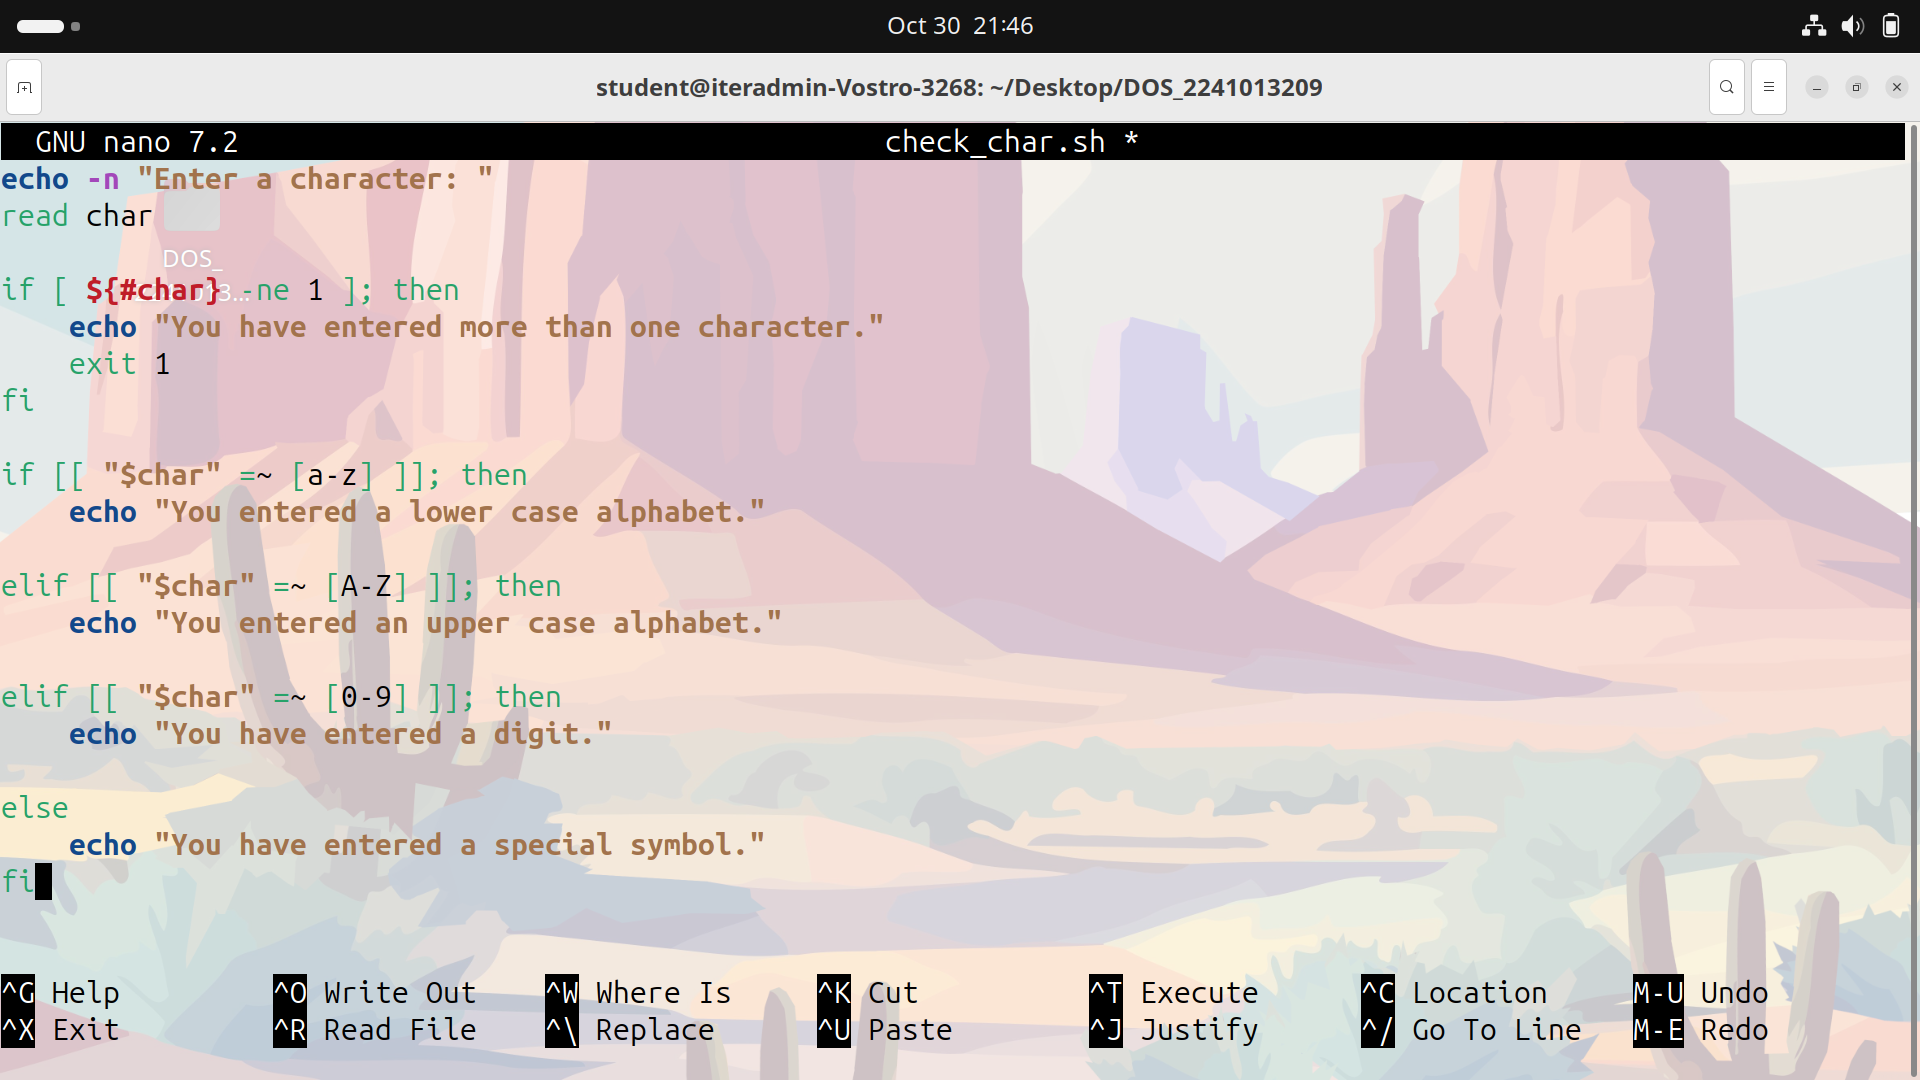 Oct 30 21:46
student@iteradmin-Vostro-3268: ~/Desktop/DOS_2241013209
GNU nano 7.2 check_char.sh *
echo -n "Enter a character: "
read char
DOS_
if [ ${#char} -ne 1 ]; then
echo "You have entered more than one character."
exit 1
fi
if [[ "$char" =~ [a-z] ]]; then
echo "You entered a lower case alphabet."
elif [[ "$char" =~ [A-Z] ]]; then
echo "You entered an upper case alphabet."
elif [[ "$char" =~ [0-9] ]]; then
echo "You have entered a digit."
else
echo "You have entered a special symbol."
fi
^G Help ^O Write Out ^W Where Is ^K Cut ^T Execute ^C Location M-U Undo
^X Exit ^R Read File ^\ Replace ^U Paste ^J Justify ^/ Go To Line M-E Redo